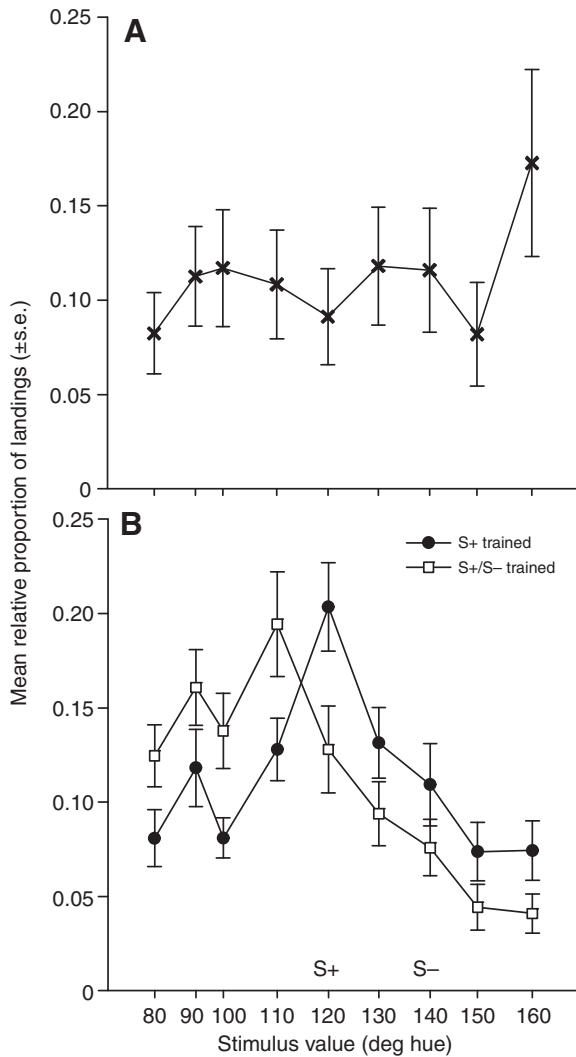 Mean relative proportion of landings (±s.e.)
A
0.25
0.20
0.15
0.10
0.05
0
B
0.25
0.20
0.15
0.10
0.05
0
S+ trained
S+/S– trained
S+ S–
80 90 100 110 120 130 140 150 160
Stimulus value (deg hue)